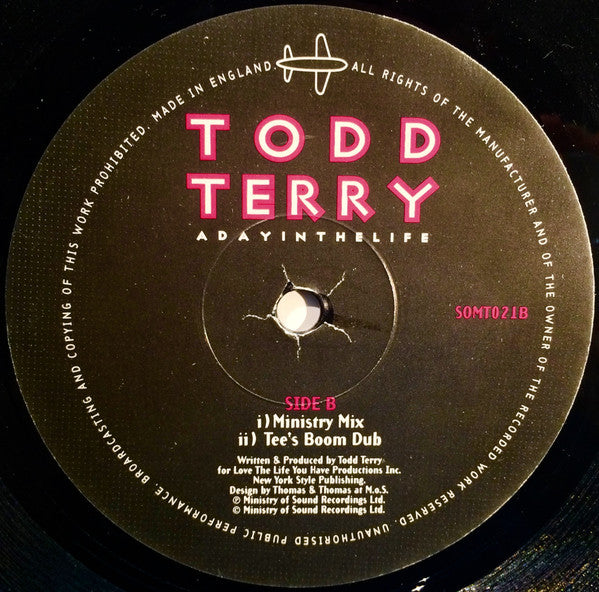 BROADCASTING AND COPYING OF THIS WORK PROHIBITED. MADE IN ENGLAND. ALL RIGHTS OF THE MANUFACTURER AND OF THE OWNER OF THE RECORDED WORK RESERVED. UNAUTHORISED PUBLIC PERFORMANCE,
TODD
TERRY
ADAYINTHELIFE
SOMT021B
SIDE B
i) Ministry Mix
ii) Tee's Boom Dub
Written & Produced by Todd Terry
for Love The Life You Have Productions Inc.
New York Style Publishing.
Design by Thomas & Thomas at M.o.S.
℗ Ministry of Sound Recordings Ltd.
© Ministry of Sound Recordings Ltd.